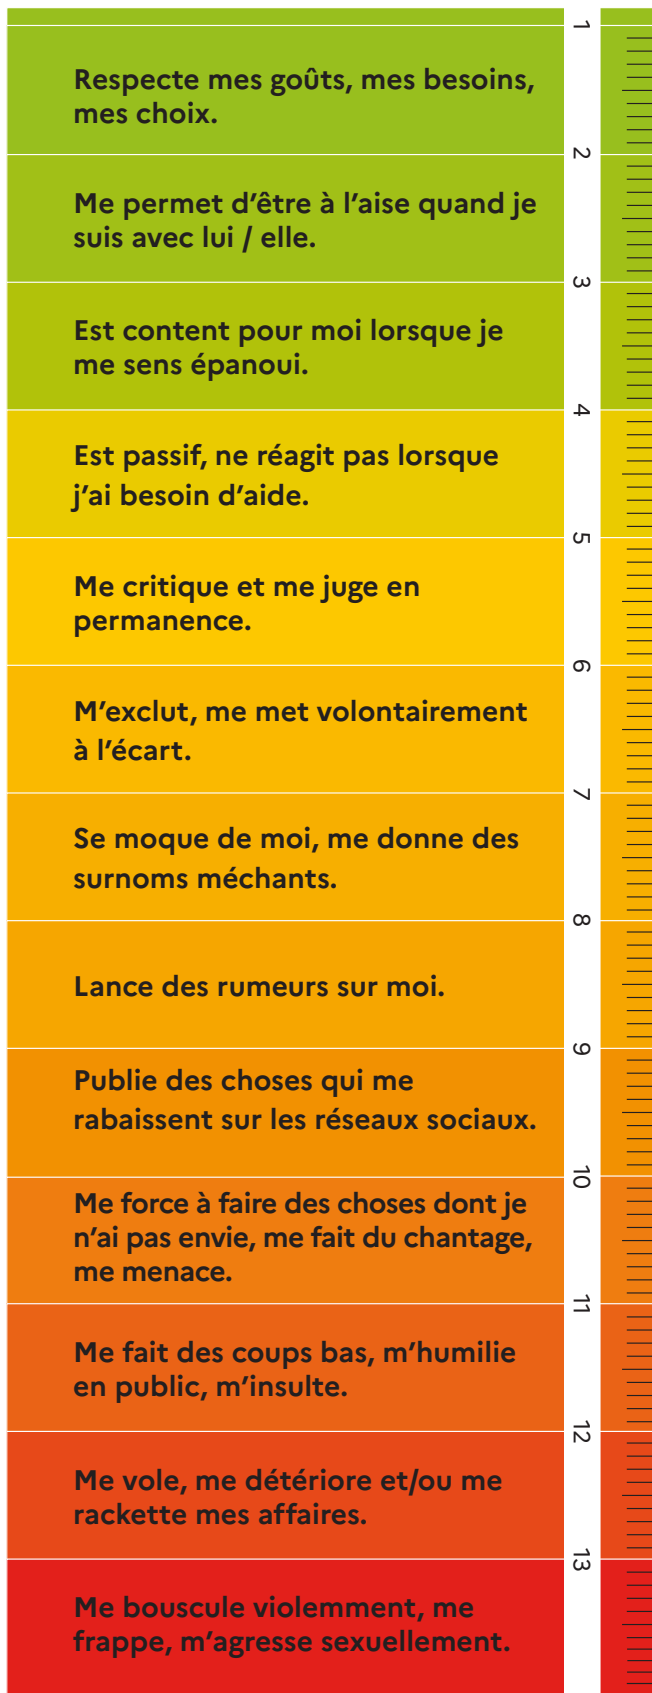 1
Respecte mes goûts, mes besoins,
mes choix.
2
Me permet d’être à l’aise quand je
suis avec lui / elle.
3
Est content pour moi lorsque je
me sens épanoui.
4
Est passif, ne réagit pas lorsque
j’ai besoin d’aide.
5
Me critique et me juge en
permanence.
6
M’exclut, me met volontairement
à l’écart.
7
Se moque de moi, me donne des
surnoms méchants.
8
Lance des rumeurs sur moi.
9
Publie des choses qui me
rabaissent sur les réseaux sociaux.
10
Me force à faire des choses dont je
n’ai pas envie, me fait du chantage,
me menace.
11
Me fait des coups bas, m’humilie
en public, m’insulte.
12
Me vole, me détériore et/ou me
rackette mes affaires.
13
Me bouscule violemment, me
frappe, m’agresse sexuellement.